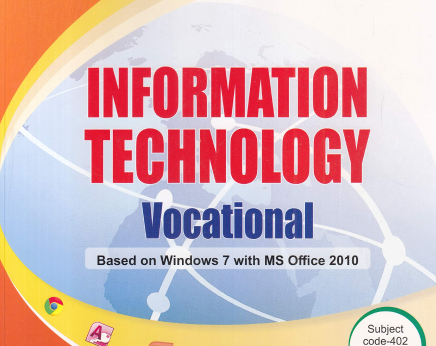 INFORMATION
TECHNOLOGY
Vocational
Based on Windows 7 with MS Office 2010
Subject
code-402